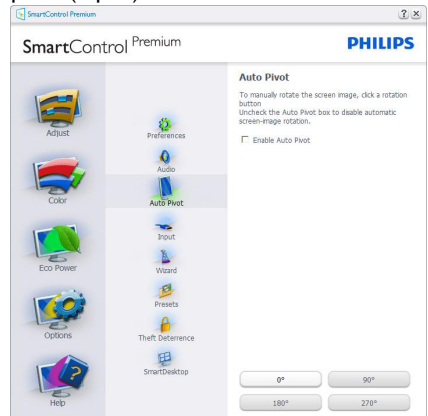 SmartControl Premium
SmartControl Premium
PHILIPS
Adjust
Color
Eco Power
Options
Help
Preferences
Audio
Auto Pivot
Input
Wizard
Presets
Theft Deterrence
SmartDesktop
Auto Pivot
To manually rotate the screen image, click a rotation
button
Uncheck the Auto Pivot box to disable automatic
screen-image rotation.
Enable Auto Pivot
0°
90°
180°
270°